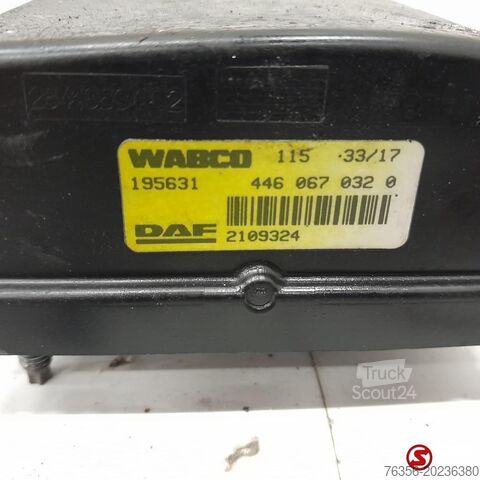 WABCO 115 ·33/17
195631 446 067 032 0
DAF 2109324
Truck
Scout24
S
76356-20236380